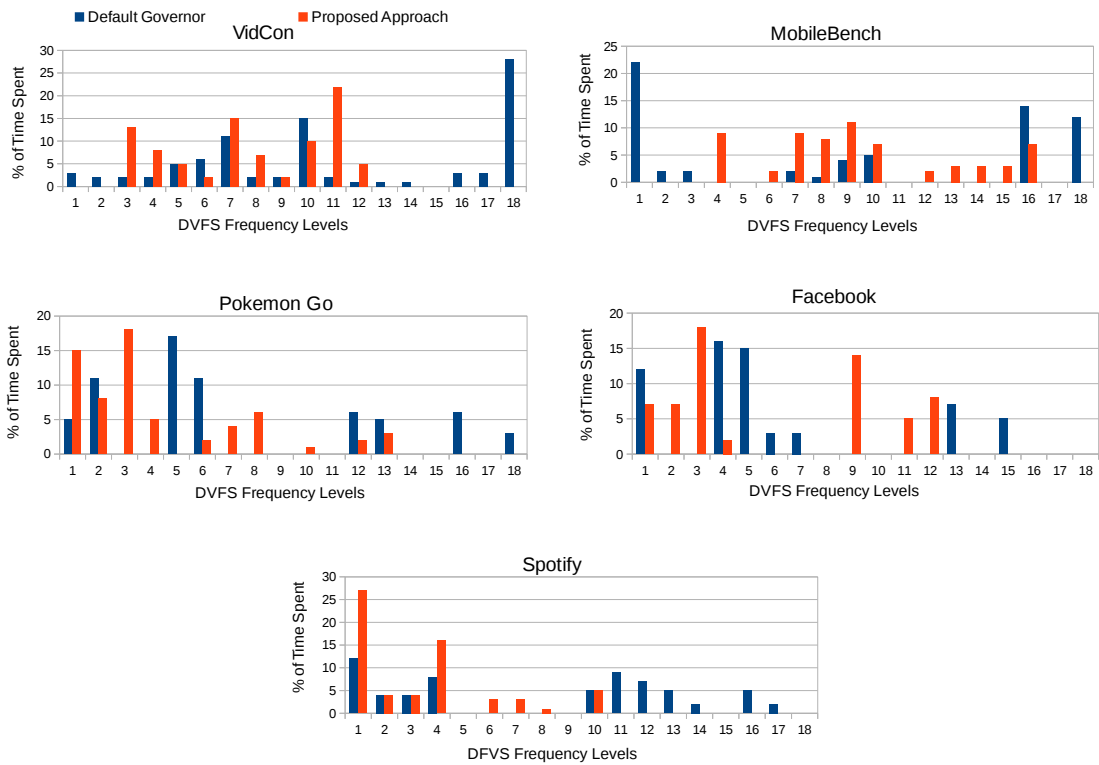 Default Governor Proposed Approach
VidCon
% of Time Spent
30
25
20
15
10
5
0
1 2 3 4 5 6 7 8 9 10 11 12 13 14 15 16 17 18
DVFS Frequency Levels
MobileBench
% of Time Spent
25
20
15
10
5
0
1 2 3 4 5 6 7 8 9 10 11 12 13 14 15 16 17 18
DVFS Frequency Levels
Pokemon Go
% of Time Spent
20
15
10
5
0
1 2 3 4 5 6 7 8 9 10 11 12 13 14 15 16 17 18
DVFS Frequency Levels
Facebook
% of Time Spent
20
15
10
5
0
1 2 3 4 5 6 7 8 9 10 11 12 13 14 15 16 17 18
DVFS Frequency Levels
Spotify
% of Time Spent
30
25
20
15
10
5
0
1 2 3 4 5 6 7 8 9 10 11 12 13 14 15 16 17 18
DFVS Frequency Levels